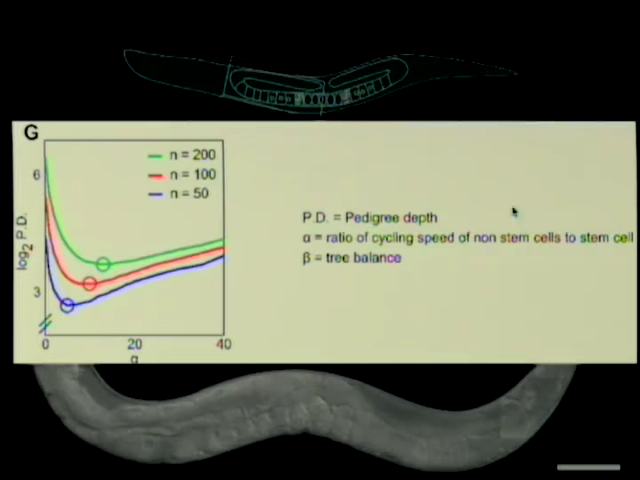 G
n = 200
n = 100
n = 50
6
3
log2 P.D.
0
20
40
α
P.D. = Pedigree depth
α = ratio of cycling speed of non stem cells to stem cell
β = tree balance